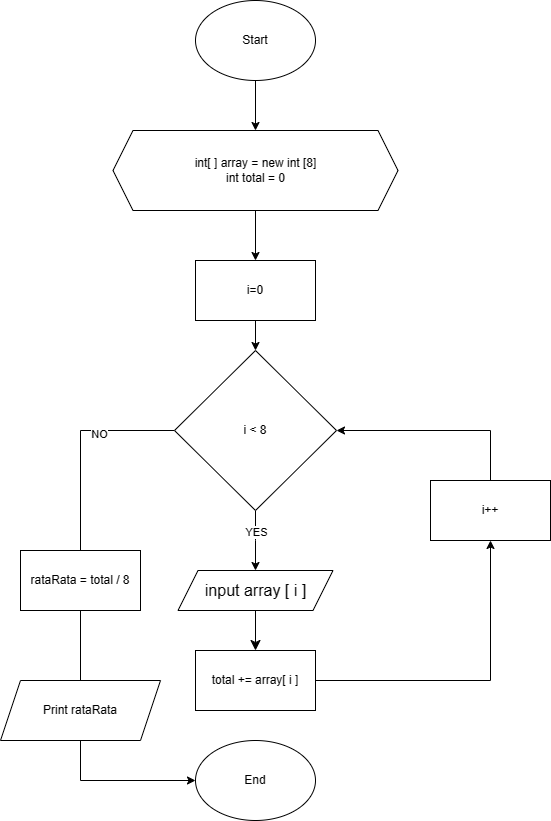 Start
int[ ] array = new int [8]
int total = 0
i=0
i < 8
NO
YES
i++
rataRata = total / 8
input array [ i ]
total += array[ i ]
Print rataRata
End